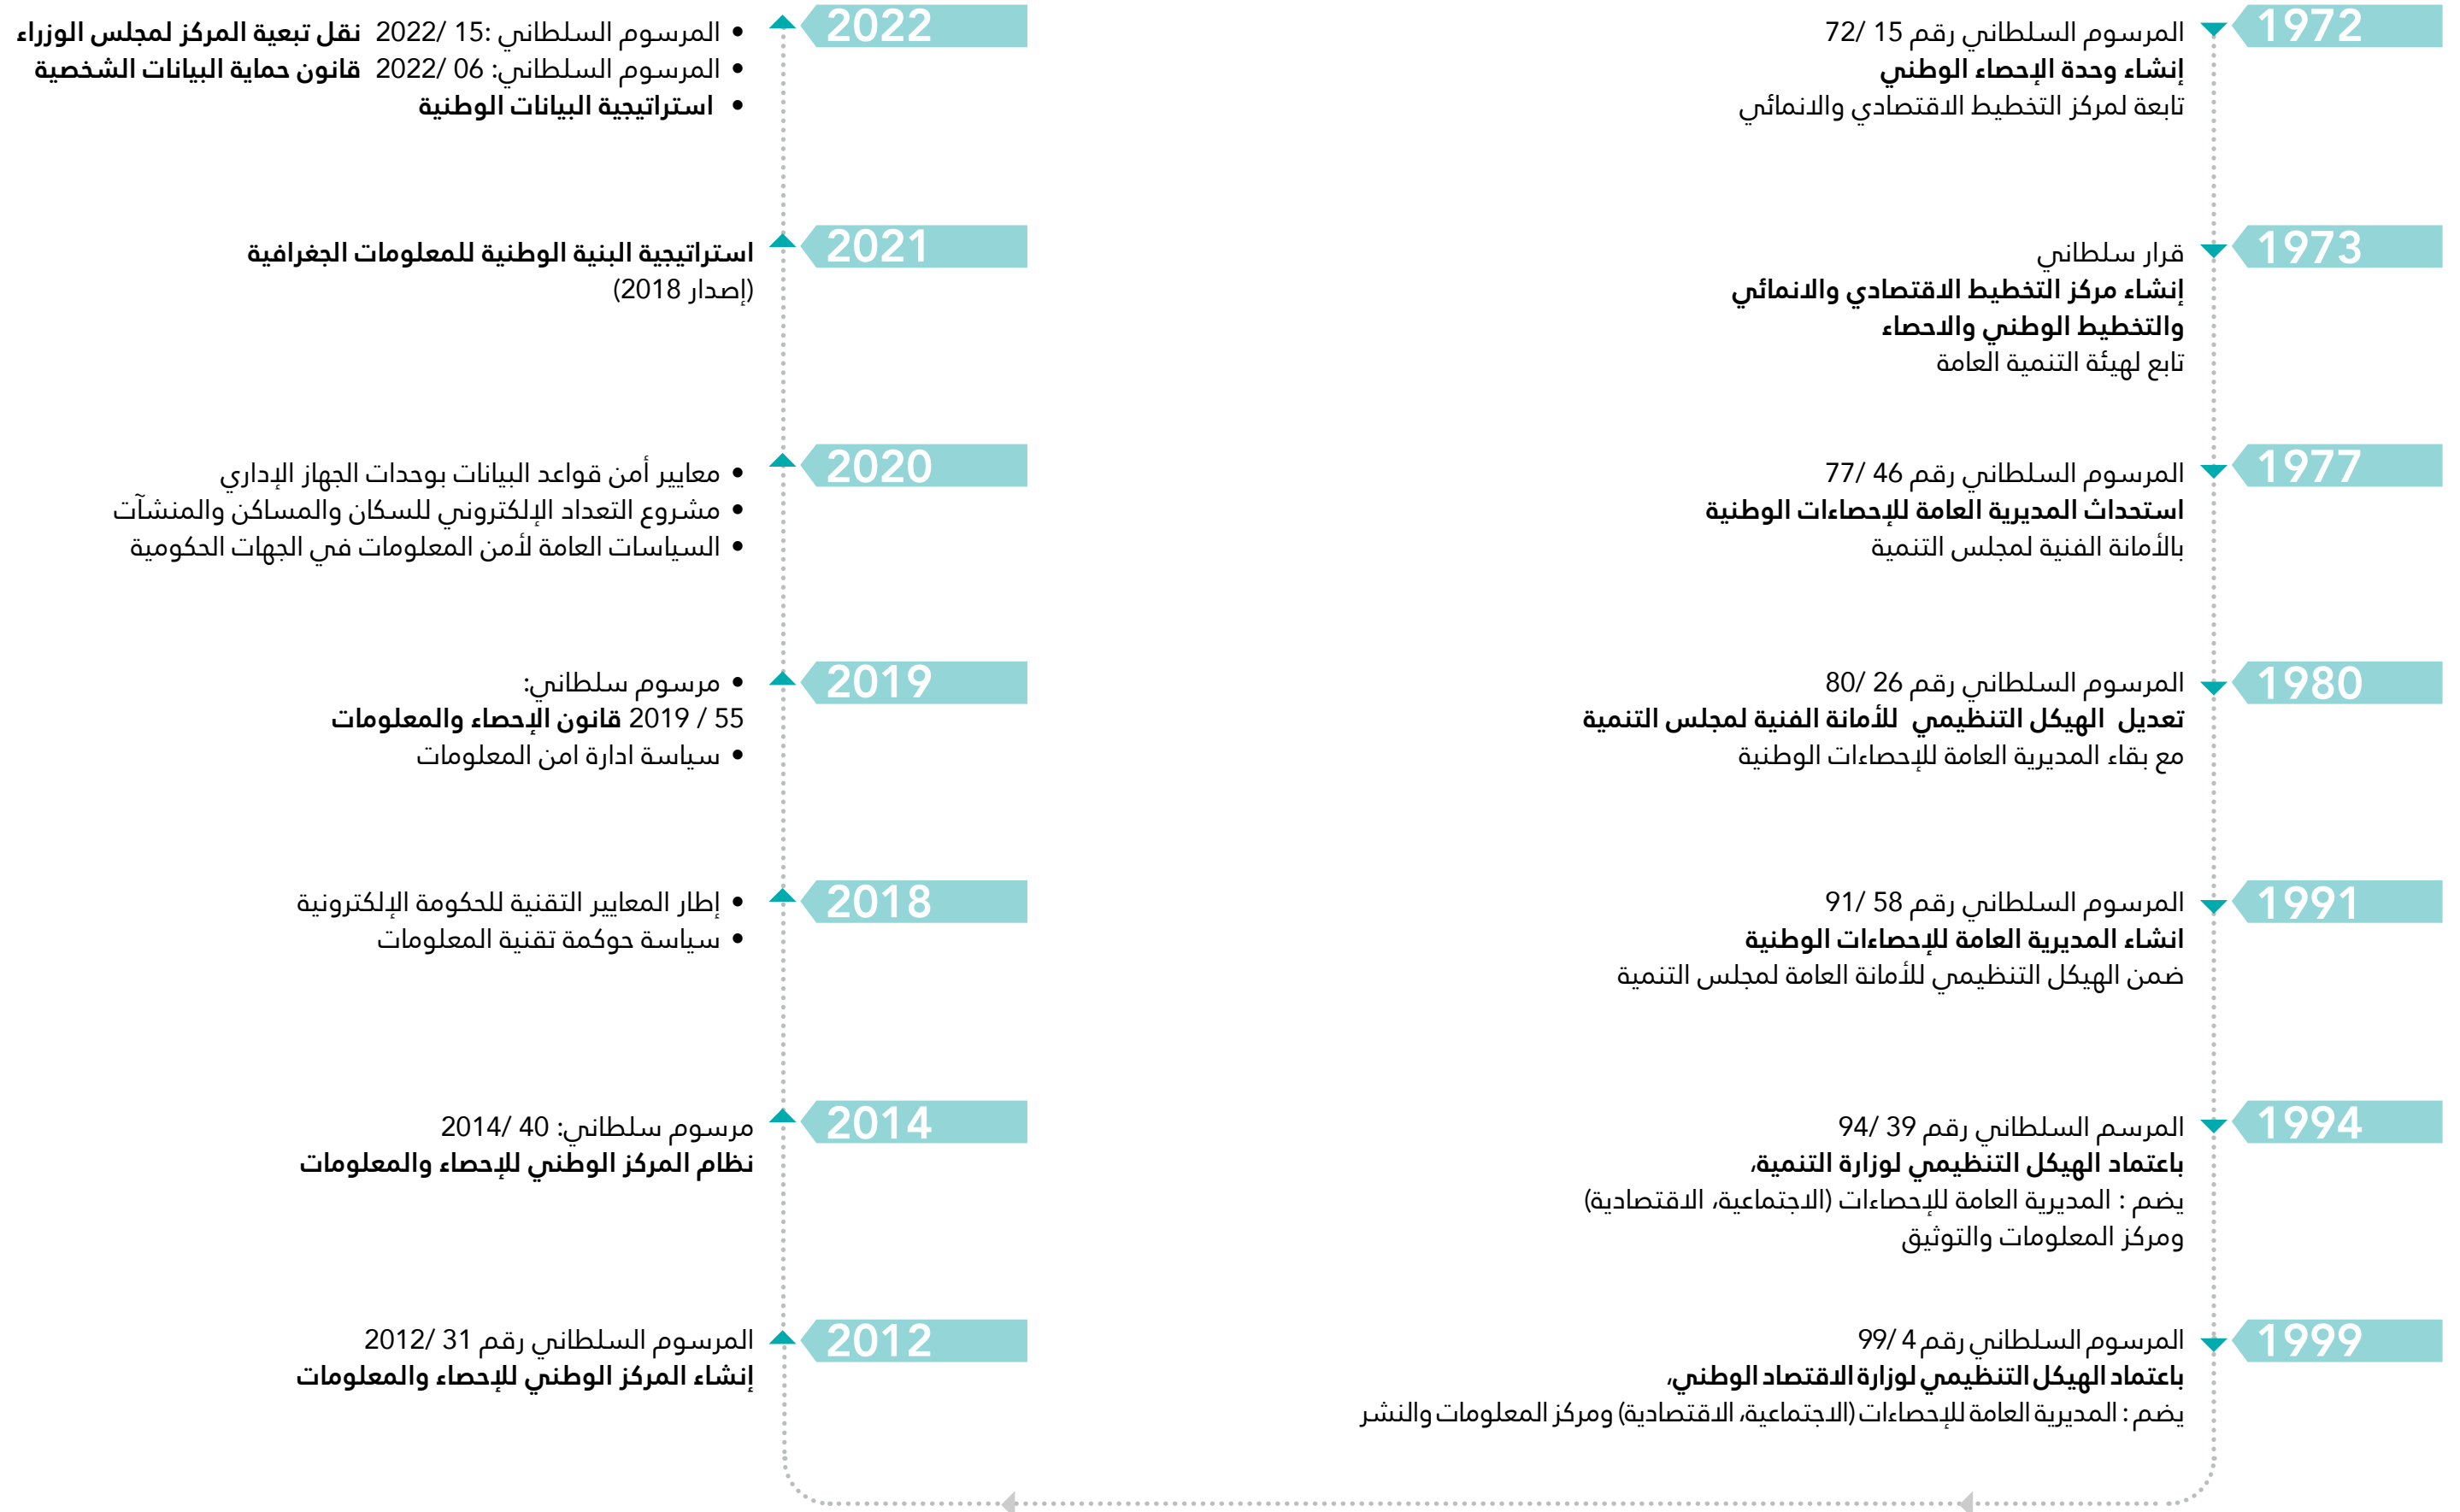 1972
المرسوم السلطاني رقم 15 /72
إنشاء وحدة الإحصاء الوطني
تابعة لمركز التخطيط الاقتصادي والانمائي
1973
قرار سلطاني
إنشاء مركز التخطيط الاقتصادي والانمائي
والتخطيط الوطني والاحصاء
تابع لهيئة التنمية العامة
1977
المرسوم السلطاني رقم 46 /77
استحداث المديرية العامة للإحصاءات الوطنية
بالأمانة الفنية لمجلس التنمية
1980
المرسوم السلطاني رقم 26 /80
تعديل الهيكل التنظيمي للأمانة الفنية لمجلس التنمية
مع بقاء المديرية العامة للإحصاءات الوطنية
1991
المرسوم السلطاني رقم 58 /91
انشاء المديرية العامة للإحصاءات الوطنية
ضمن الهيكل التنظيمي للأمانة العامة لمجلس التنمية
1994
المرسم السلطاني رقم 39 /94
باعتماد الهيكل التنظيمي لوزارة التنمية،
يضم : المديرية العامة للإحصاءات (الاجتماعية، الاقتصادية)
ومركز المعلومات والتوثيق
1999
المرسوم السلطاني رقم 4 /99
باعتماد الهيكل التنظيمي لوزارة الاقتصاد الوطني،
يضم : المديرية العامة للإحصاءات (الاجتماعية، الاقتصادية) ومركز المعلومات والنشر
2012
المرسوم السلطاني رقم 31 /2012
إنشاء المركز الوطني للإحصاء والمعلومات
2014
مرسوم سلطاني: 40 /2014
نظام المركز الوطني للإحصاء والمعلومات
2018
• إطار المعايير التقنية للحكومة الإلكترونية
• سياسة حوكمة تقنية المعلومات
2019
• مرسوم سلطاني:
55 / 2019 قانون الإحصاء والمعلومات
• سياسة ادارة امن المعلومات
2020
• معايير أمن قواعد البيانات بوحدات الجهاز الإداري
• مشروع التعداد الإلكتروني للسكان والمساكن والمنشآت
• السياسات العامة لأمن المعلومات في الجهات الحكومية
2021
استراتيجية البنية الوطنية للمعلومات الجغرافية
(إصدار 2018)
2022
• المرسوم السلطاني :15 /2022 نقل تبعية المركز لمجلس الوزراء
• المرسوم السلطاني: 06 /2022 قانون حماية البيانات الشخصية
• استراتيجية البيانات الوطنية